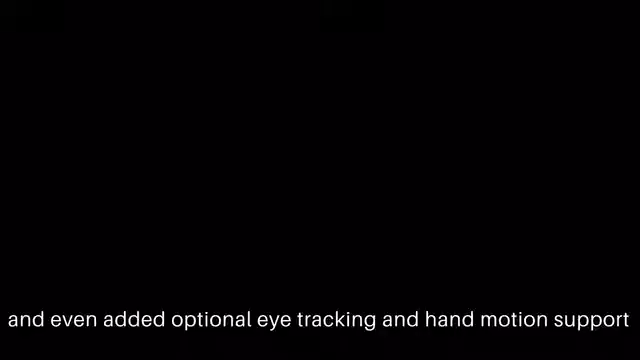 and even added optional eye tracking and hand motion support